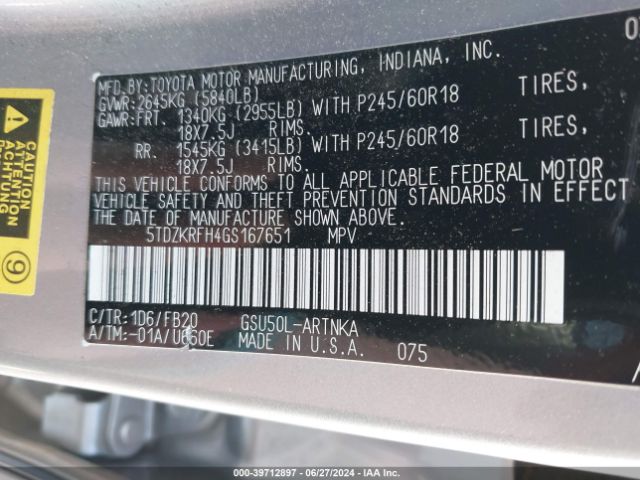 MFD.BY:TOYOTA MOTOR MANUFACTURING, INDIANA, INC.
GVWR:2645KG (5840LB)
GAWR:FRT. 1340KG (2955LB) WITH P245/60R18 TIRES,
18X7.5J RIMS.
RR. 1545KG (3415LB) WITH P245/60R18 TIRES,
18X7.5J RIMS.
THIS VEHICLE CONFORMS TO ALL APPLICABLE FEDERAL MOTOR
VEHICLE SAFETY AND THEFT PREVENTION STANDARDS IN EFFECT
THE DATE OF MANUFACTURE SHOWN ABOVE.
5TDZKRFH4GS167651 MPV
C/TR:1D6/FB20 GSU50L-ARTNKA
A/TM:-01A/U660E MADE IN U.S.A. 075
CAUTION
ATTENTION
ACHTUNG
9
000-39712897 - 06/27/2024 - IAA Inc.